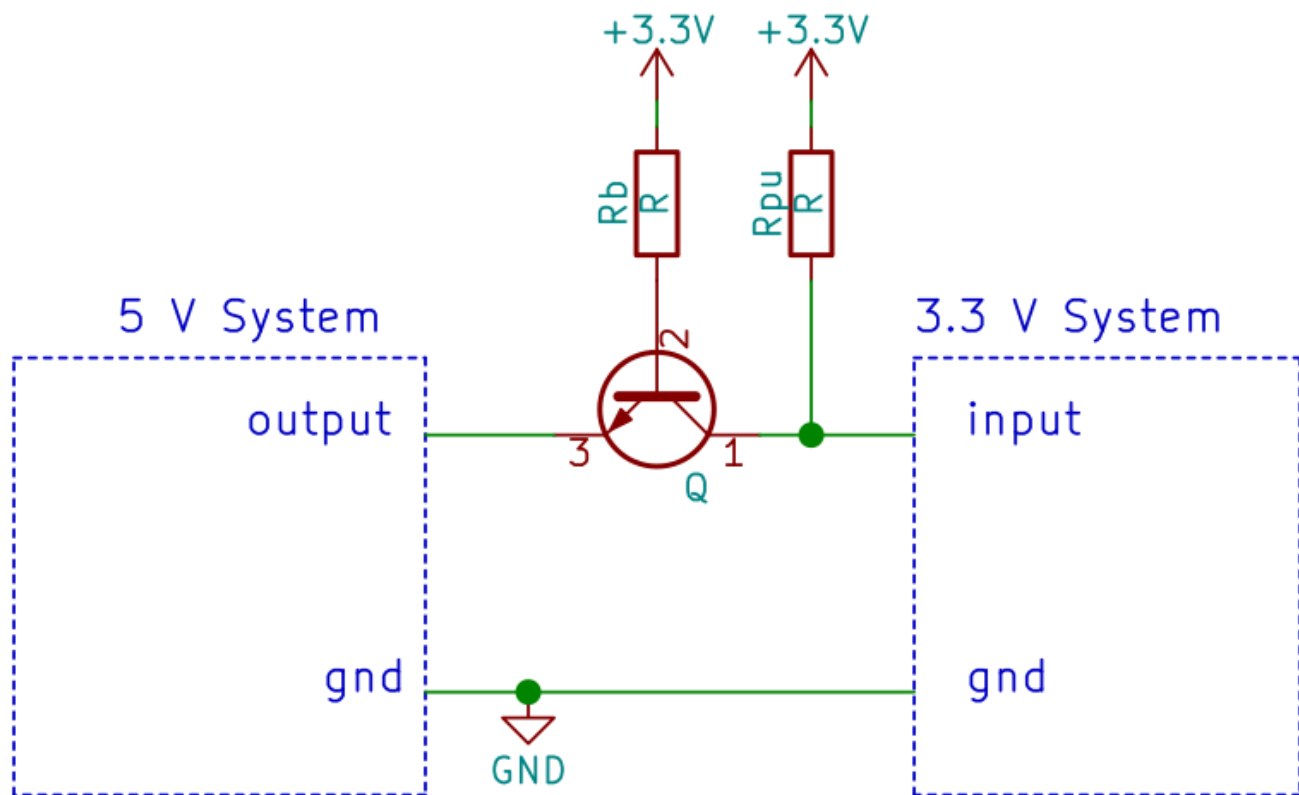 +3.3V +3.3V
Rb R Rpu R
5 V System 3.3 V System
2
output input
3 1
Q
gnd gnd
GND